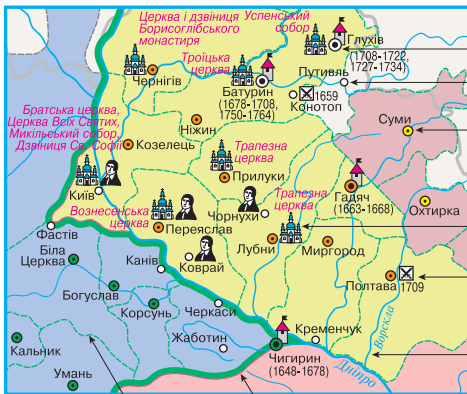 Церква і дзвіниця
Борисоглібського
монастиря
Успенський
собор
Глухів
(1708-1722,
1727-1734)
Троїцька
церква
Чернігів
Батурин
(1678-1708,
1750-1764)
Путивль
1659
Конотоп
Братська церква,
Церква Всіх Святих,
Микільський собор,
Дзвіниця Св. Софії
Ніжин
Суми
Козелець
Трапезна
церква
Прилуки
Київ
Трапезна
церква
Гадяч
(1663-1668)
Вознесенська
церква
Чорнухи
Охтирка
Переяслав
Фастів
Лубни
Миргород
Біла
Церква
Канів
Коврай
Полтава
1709
Богуслав
Корсунь
Черкаси
Ворскла
Кременчук
Жаботин
Кальник
Чигирин
(1648-1678)
Дніпро
Умань